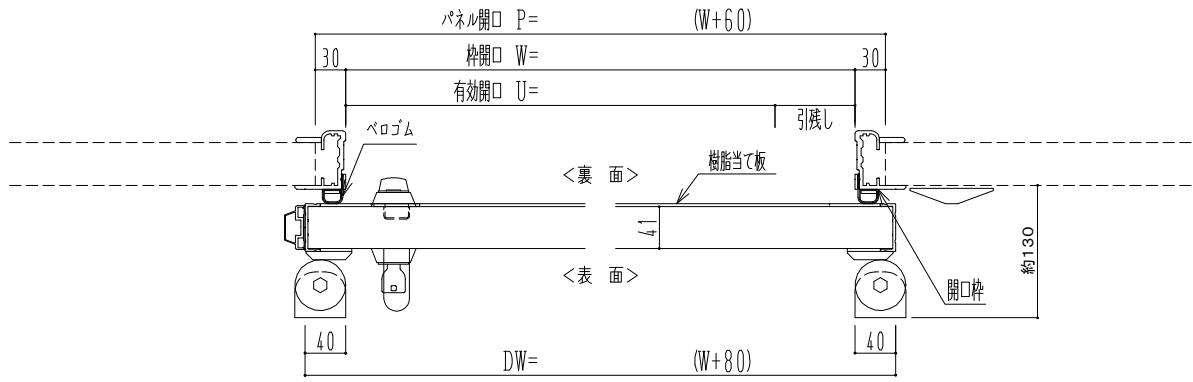 パネル開口 P= (W+60)
30 枠開口 W= 30
有効開口 U=
引残し
ベロゴム
<裏 面>
樹脂当て板
41
<表 面>
約130
開口枠
40 40
DW= (W+80)